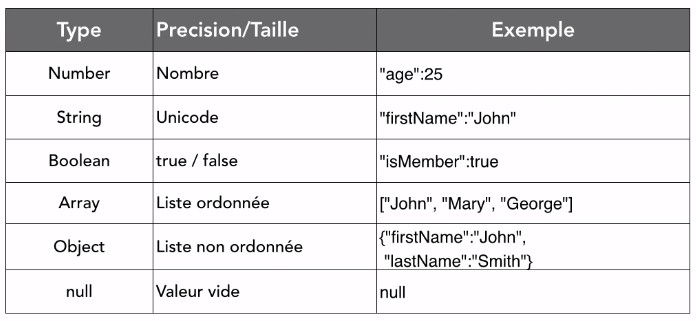 Type Precision/Taille Exemple
Number Nombre "age":25
String Unicode "firstName":"John"
Boolean true / false "isMember":true
Array Liste ordonnée ["John", "Mary", "George"]
Object Liste non ordonnée {"firstName":"John",
"lastName":"Smith"}
null Valeur vide null